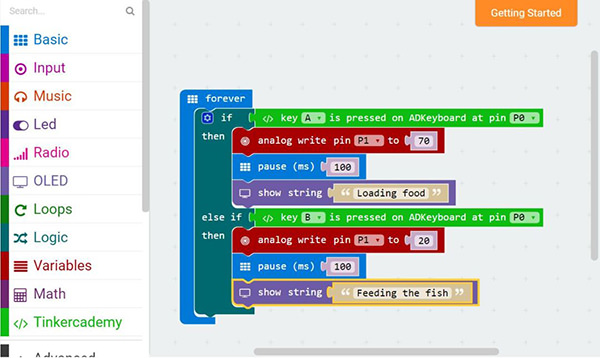 Search...
Getting Started
Basic
Input
Music
Led
Radio
OLED
Loops
Logic
Variables
Math
</> Tinkercademy
Advanced
forever
if </> key A is pressed on ADKeyboard at pin P0
then analog write pin P1 to 70
pause (ms) 100
show string “ Loading food ”
else if </> key B is pressed on ADKeyboard at pin P0
then analog write pin P1 to 20
pause (ms) 100
show string “ Feeding the fish ”